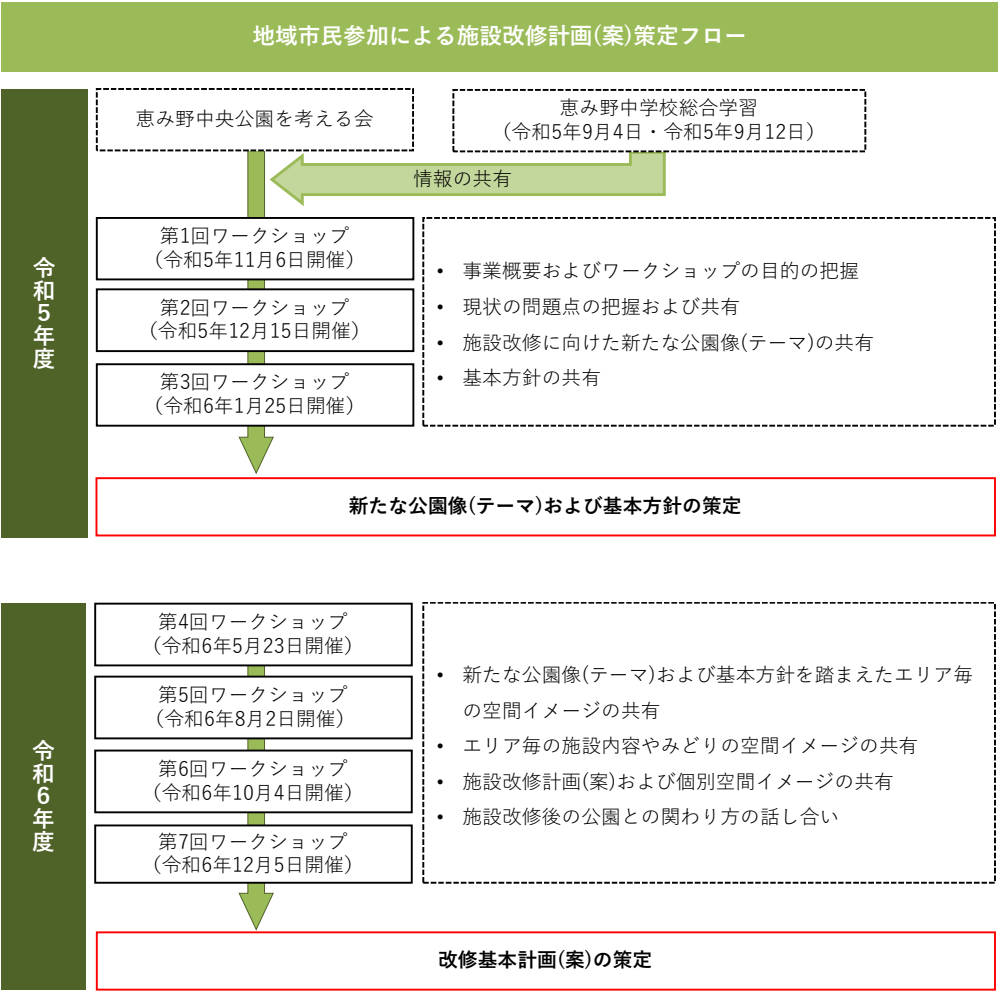 地域市民参加による施設改修計画(案)策定フロー
令和5年度
恵み野中央公園を考える会
恵み野中学校総合学習
(令和5年9月4日・令和5年9月12日)
情報の共有
第1回ワークショップ
(令和5年11月6日開催)
第2回ワークショップ
(令和5年12月15日開催)
第3回ワークショップ
(令和6年1月25日開催)
• 事業概要およびワークショップの目的の把握
• 現状の問題点の把握および共有
• 施設改修に向けた新たな公園像(テーマ)の共有
• 基本方針の共有
新たな公園像(テーマ)および基本方針の策定
令和6年度
第4回ワークショップ
(令和6年5月23日開催)
第5回ワークショップ
(令和6年8月2日開催)
第6回ワークショップ
(令和6年10月4日開催)
第7回ワークショップ
(令和6年12月5日開催)
• 新たな公園像(テーマ)および基本方針を踏まえたエリア毎
の空間イメージの共有
• エリア毎の施設内容やみどりの空間イメージの共有
• 施設改修計画(案)および個別空間イメージの共有
• 施設改修後の公園との関わり方の話し合い
改修基本計画(案)の策定